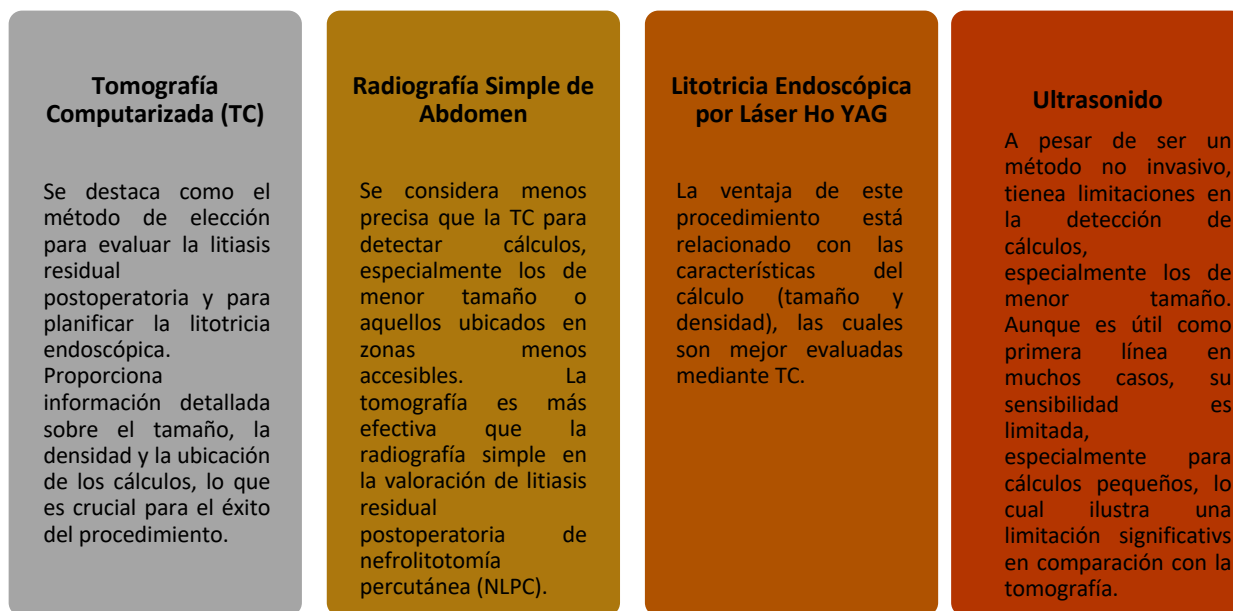 Tomografía
Computarizada (TC)
Se destaca como el
método de elección
para evaluar la litiasis
residual
postoperatoria y para
planificar la litotricia
endoscópica.
Proporciona
información detallada
sobre el tamaño, la
densidad y la ubicación
de los cálculos, lo que
es crucial para el éxito
del procedimiento.
Radiografía Simple de
Abdomen
Se considera menos
precisa que la TC para
detectar cálculos,
especialmente los de
menor tamaño o
aquellos ubicados en
zonas menos
accesibles. La
tomografía es más
efectiva que la
radiografía simple en
la valoración de litiasis
residual
postoperatoria de
nefrolitotomía
percutánea (NLPC).
Litotricia Endoscópica
por Láser Ho YAG
La ventaja de este
procedimiento está
relacionado con las
características del
cálculo (tamaño y
densidad), las cuales
son mejor evaluadas
mediante TC.
Ultrasonido
A pesar de ser un
método no invasivo,
tienea limitaciones en
la detección de
cálculos,
especialmente los de
menor tamaño.
Aunque es útil como
primera línea en
muchos casos, su
sensibilidad es
limitada,
especialmente para
cálculos pequeños, lo
cual ilustra una
limitación significativs
en comparación con la
tomografía.